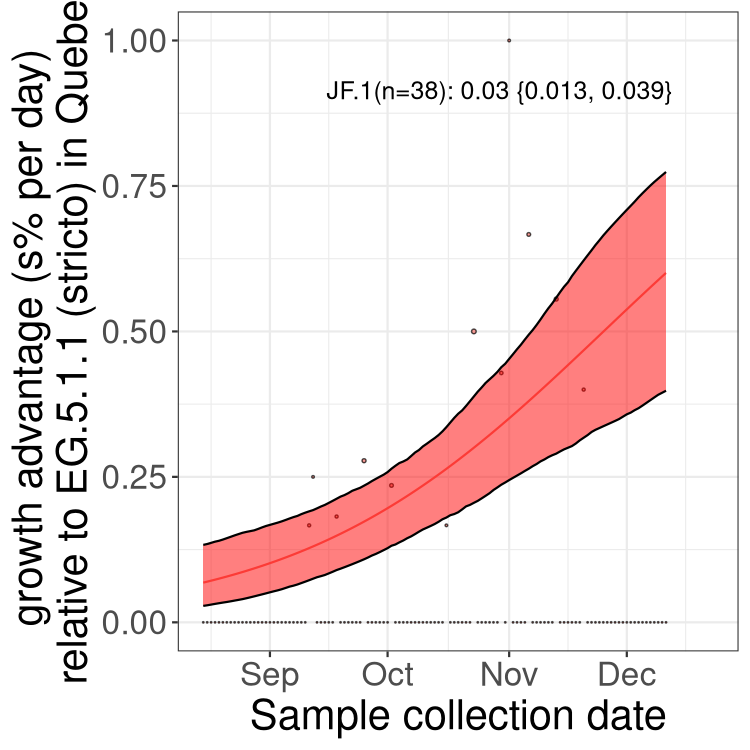 growth advantage (s% per day)
relative to EG.5.1.1 (stricto) in Quebe
1.00
0.75
0.50
0.25
0.00
JF.1(n=38): 0.03 {0.013, 0.039}
Sep Oct Nov Dec
Sample collection date